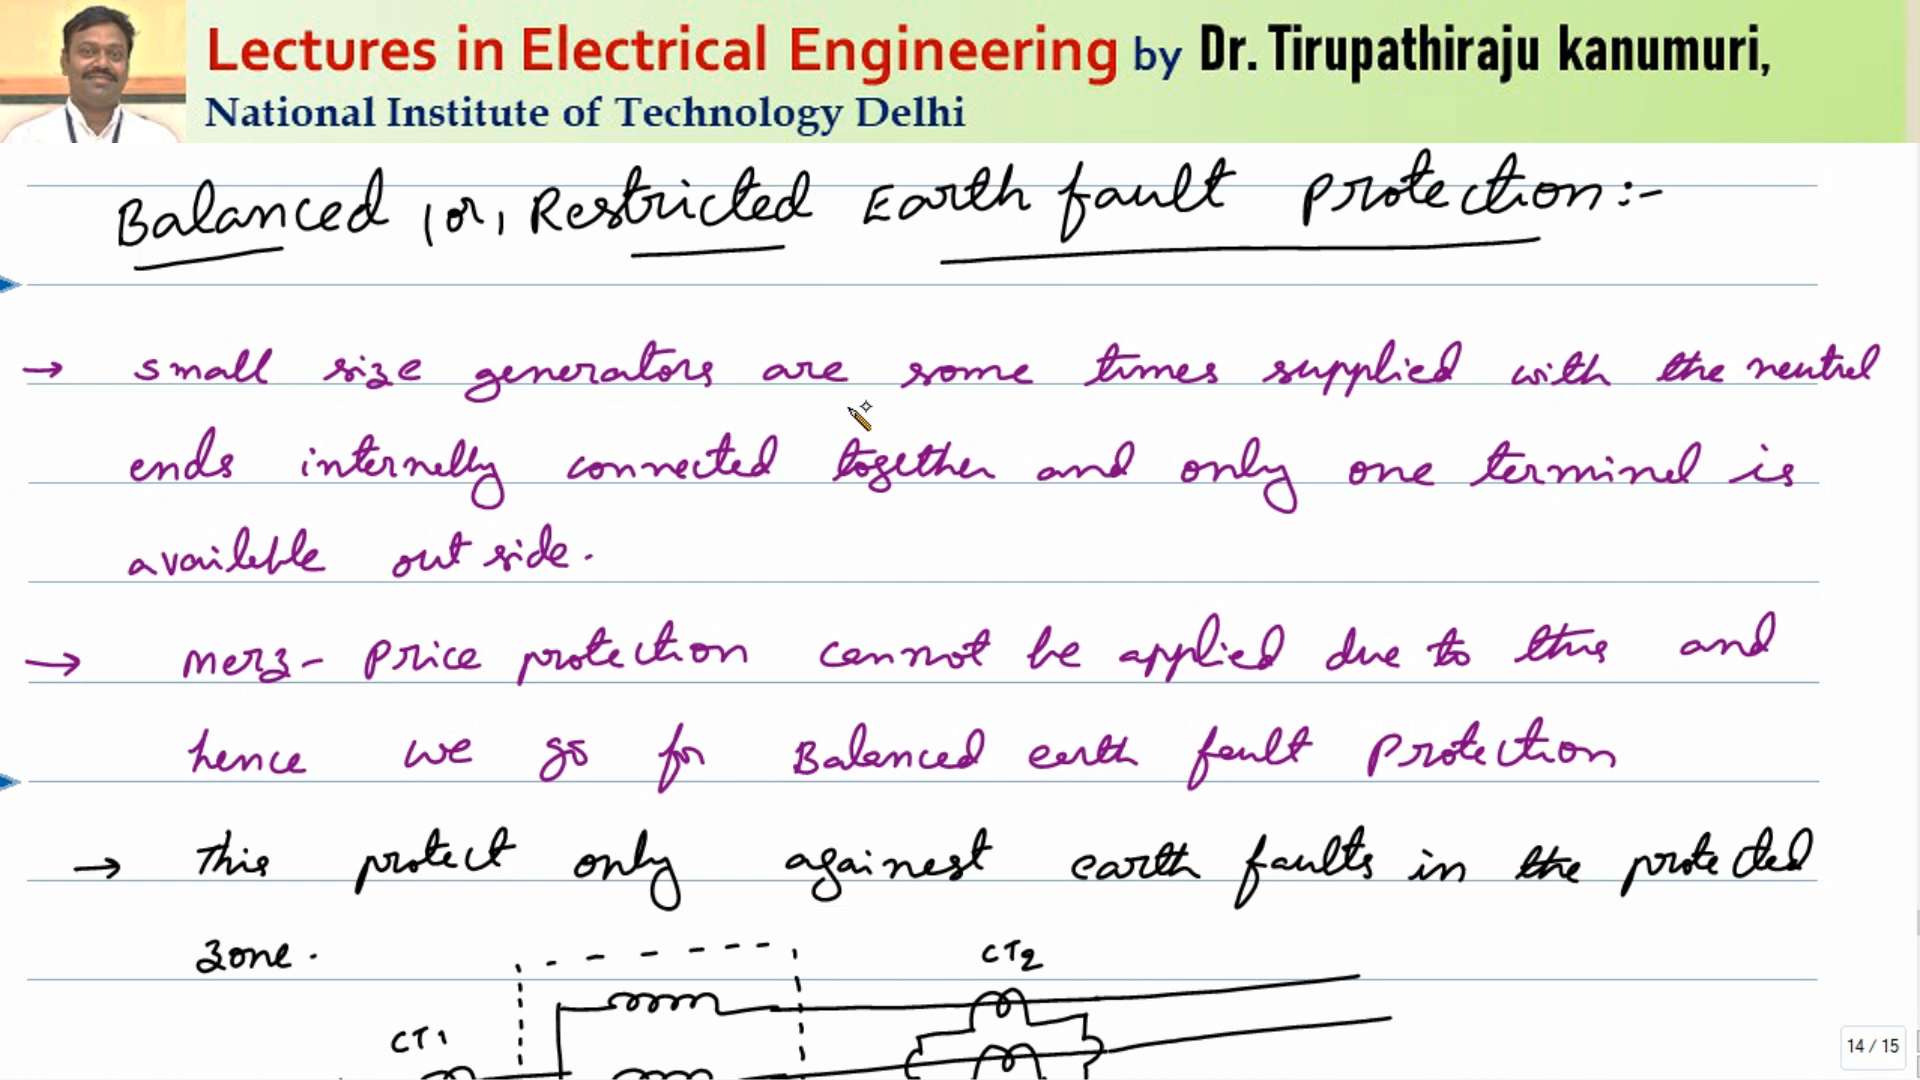 Lectures in Electrical Engineering by Dr. Tirupathiraju kanumuri,
National Institute of Technology Delhi
Balanced (or) Restricted Earth fault Protection:-
→ small size generators are some times supplied with the neutral
ends internally connected together and only one terminal is
available out side.
→ merz- Price protection cannot be applied due to this and
hence we go for Balanced earth fault Protection
→ This protect only againest earth faults in the protected
zone.
CT2
CT1
14 / 15